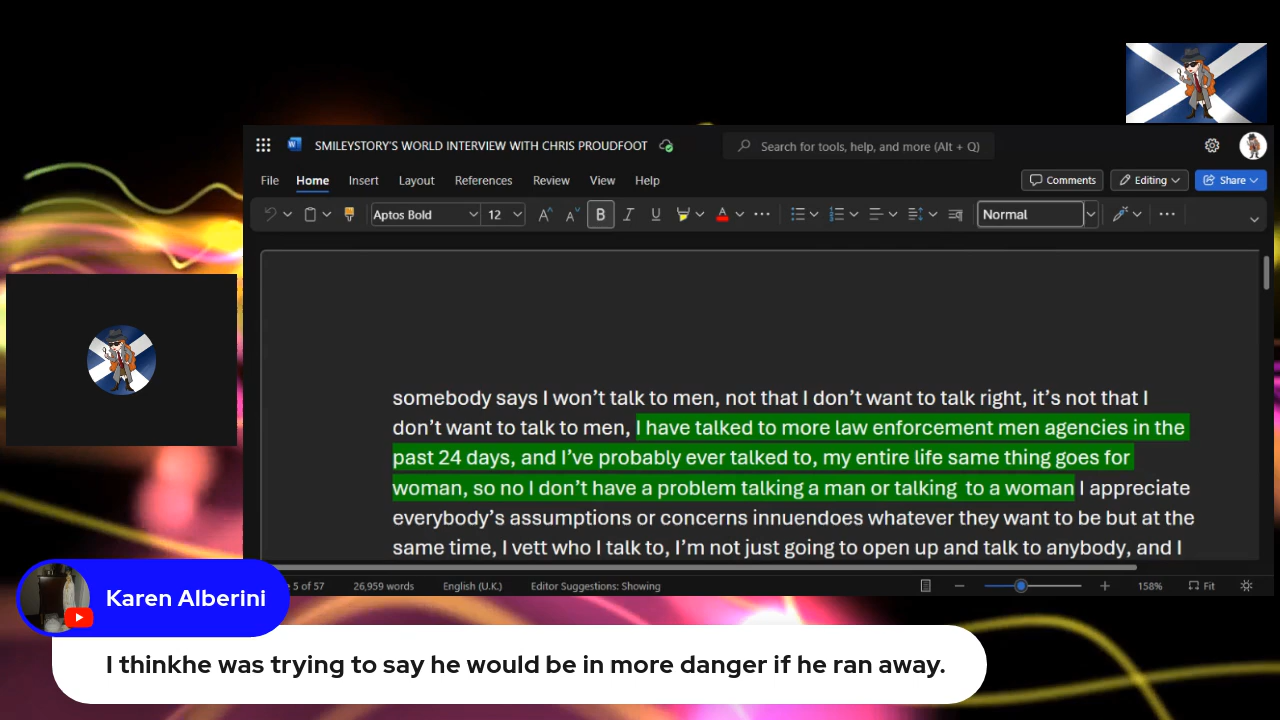 SMILEYSTORY'S WORLD INTERVIEW WITH CHRIS PROUDFOOT
Search for tools, help, and more (Alt + Q)
File Home Insert Layout References Review View Help
Comments Editing Share
Aptos Bold 12 B I U A Normal
somebody says I won't talk to men, not that I don't want to talk right, it's not that I
don't want to talk to men, I have talked to more law enforcement men agencies in the
past 24 days, and I've probably ever talked to, my entire life same thing goes for
woman, so no I don't have a problem talking a man or talking  to a woman I appreciate
everybody's assumptions or concerns innuendoes whatever they want to be but at the
same time, I vett who I talk to, I'm not just going to open up and talk to anybody, and I
5 of 57 26,959 words English (U.K.) Editor Suggestions: Showing 158% Fit
Karen Alberini
I thinkhe was trying to say he would be in more danger if he ran away.